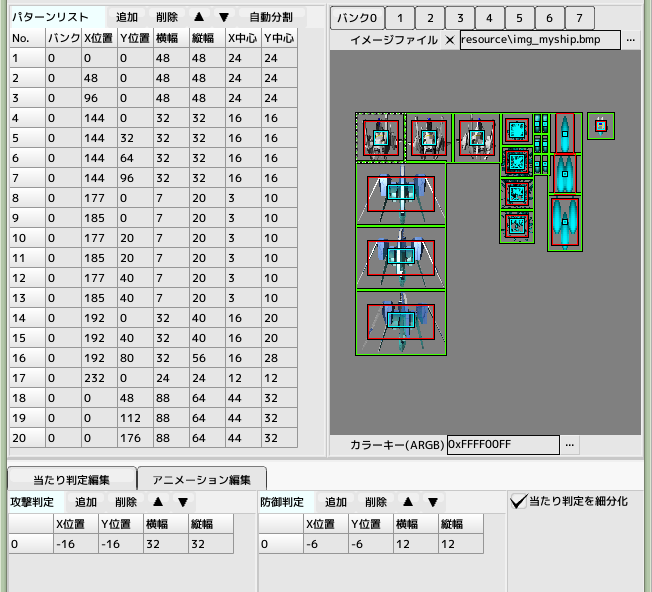 パターンリスト 追加 削除 ▲ ▼ 自動分割
No. バンク X位置 Y位置 横幅 縦幅 X中心 Y中心
1 0 0 0 48 48 24 24
2 0 48 0 48 48 24 24
3 0 96 0 48 48 24 24
4 0 144 0 32 32 16 16
5 0 144 32 32 32 16 16
6 0 144 64 32 32 16 16
7 0 144 96 32 32 16 16
8 0 177 0 7 20 3 10
9 0 185 0 7 20 3 10
10 0 177 20 7 20 3 10
11 0 185 20 7 20 3 10
12 0 177 40 7 20 3 10
13 0 185 40 7 20 3 10
14 0 192 0 32 40 16 20
15 0 192 40 32 40 16 20
16 0 192 80 32 56 16 28
17 0 232 0 24 24 12 12
18 0 0 48 88 64 44 32
19 0 0 112 88 64 44 32
20 0 0 176 88 64 44 32
バンク0 1 2 3 4 5 6 7
イメージファイル × resource\img_myship.bmp ...
カラーキー(ARGB) 0xFFFF00FF ...
当たり判定編集 アニメーション編集
攻撃判定 追加 削除 ▲ ▼
X位置 Y位置 横幅 縦幅
0 -16 -16 32 32
防御判定 追加 削除 ▲ ▼
X位置 Y位置 横幅 縦幅
0 -6 -6 12 12
当たり判定を細分化